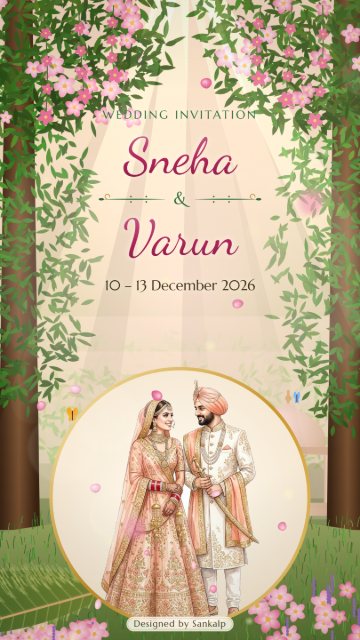 WEDDING INVITATION
Sneha
&
Varun
10 – 13 December 2026
Designed by Sankalp